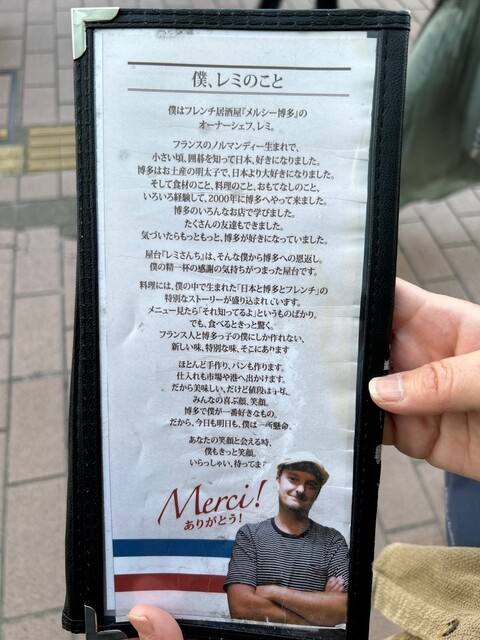 僕、レミのこと
僕はフレンチ居酒屋『メルシー博多』の
オーナーシェフ、レミ。
フランスのノルマンディー生まれで、
小さい頃、囲碁を知って日本、好きになりました。
博多はお土産の明太子で、日本より大好きになりました。
そして食材のこと、料理のこと、おもてなしのこと、
いろいろ経験して、2000年に博多へやって来ました。
博多のいろんなお店で学びました。
たくさんの友達もできました。
気づいたらもっともっと、博多が好きになっていました。
屋台『レミさんち』は、そんな僕から博多への恩返し。
僕の精一杯の感謝の気持ちがつまった屋台です。
料理には、僕の中で生まれた「日本と博多とフレンチ」の
特別なストーリーが盛り込まれています。
メニュー見たら「それ知ってるよ」というものばかり。
でも、食べるときっと驚く。
フランス人と博多っ子の僕にしか作れない、
新しい味、特別な味、そこにあります
ほとんど手作り、パンも作ります。
仕入れも市場や港へ出かけます。
だから美味しい、だけど値段は
みんなの喜ぶ顔、笑顔。
博多で僕が一番好きなもの。
だから、今日も明日も、僕は一所懸命。
あなたの笑顔と会える時、
僕もきっと笑顔。
いらっしゃい、待ってま
Merci!
ありがとう!